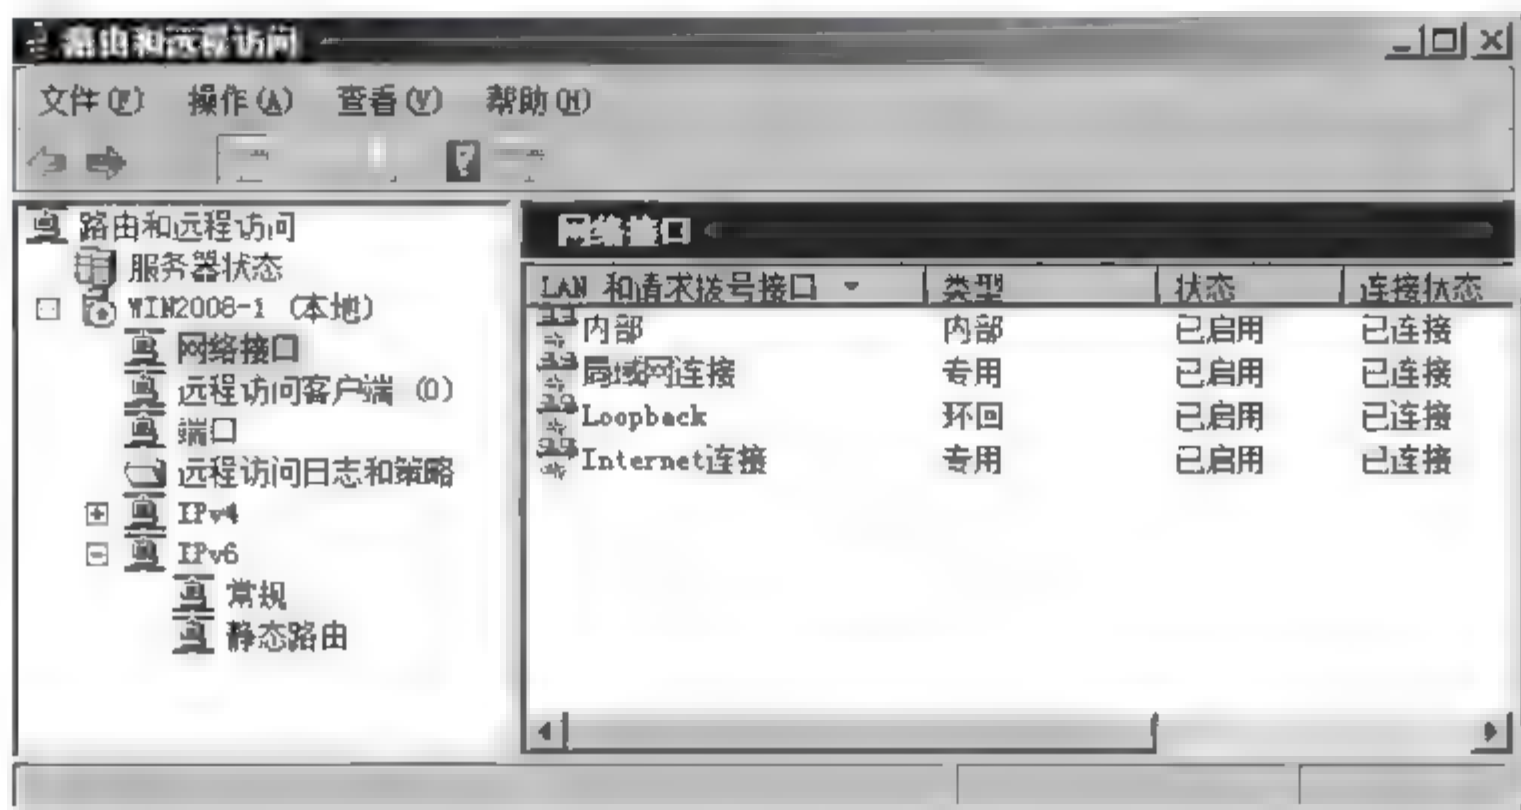 路由和远程访问
文件(F) 操作(A) 查看(V) 帮助(H)
路由和远程访问
服务器状态
WIN2008-1 (本地)
网络接口
远程访问客户端 (0)
端口
远程访问日志和策略
IPv4
IPv6
常规
静态路由
网络接口
LAN 和请求拨号接口 类型 状态 连接状态
内部 内部 已启用 已连接
局域网连接 专用 已启用 已连接
Loopback 环回 已启用 已连接
Internet连接 专用 已启用 已连接